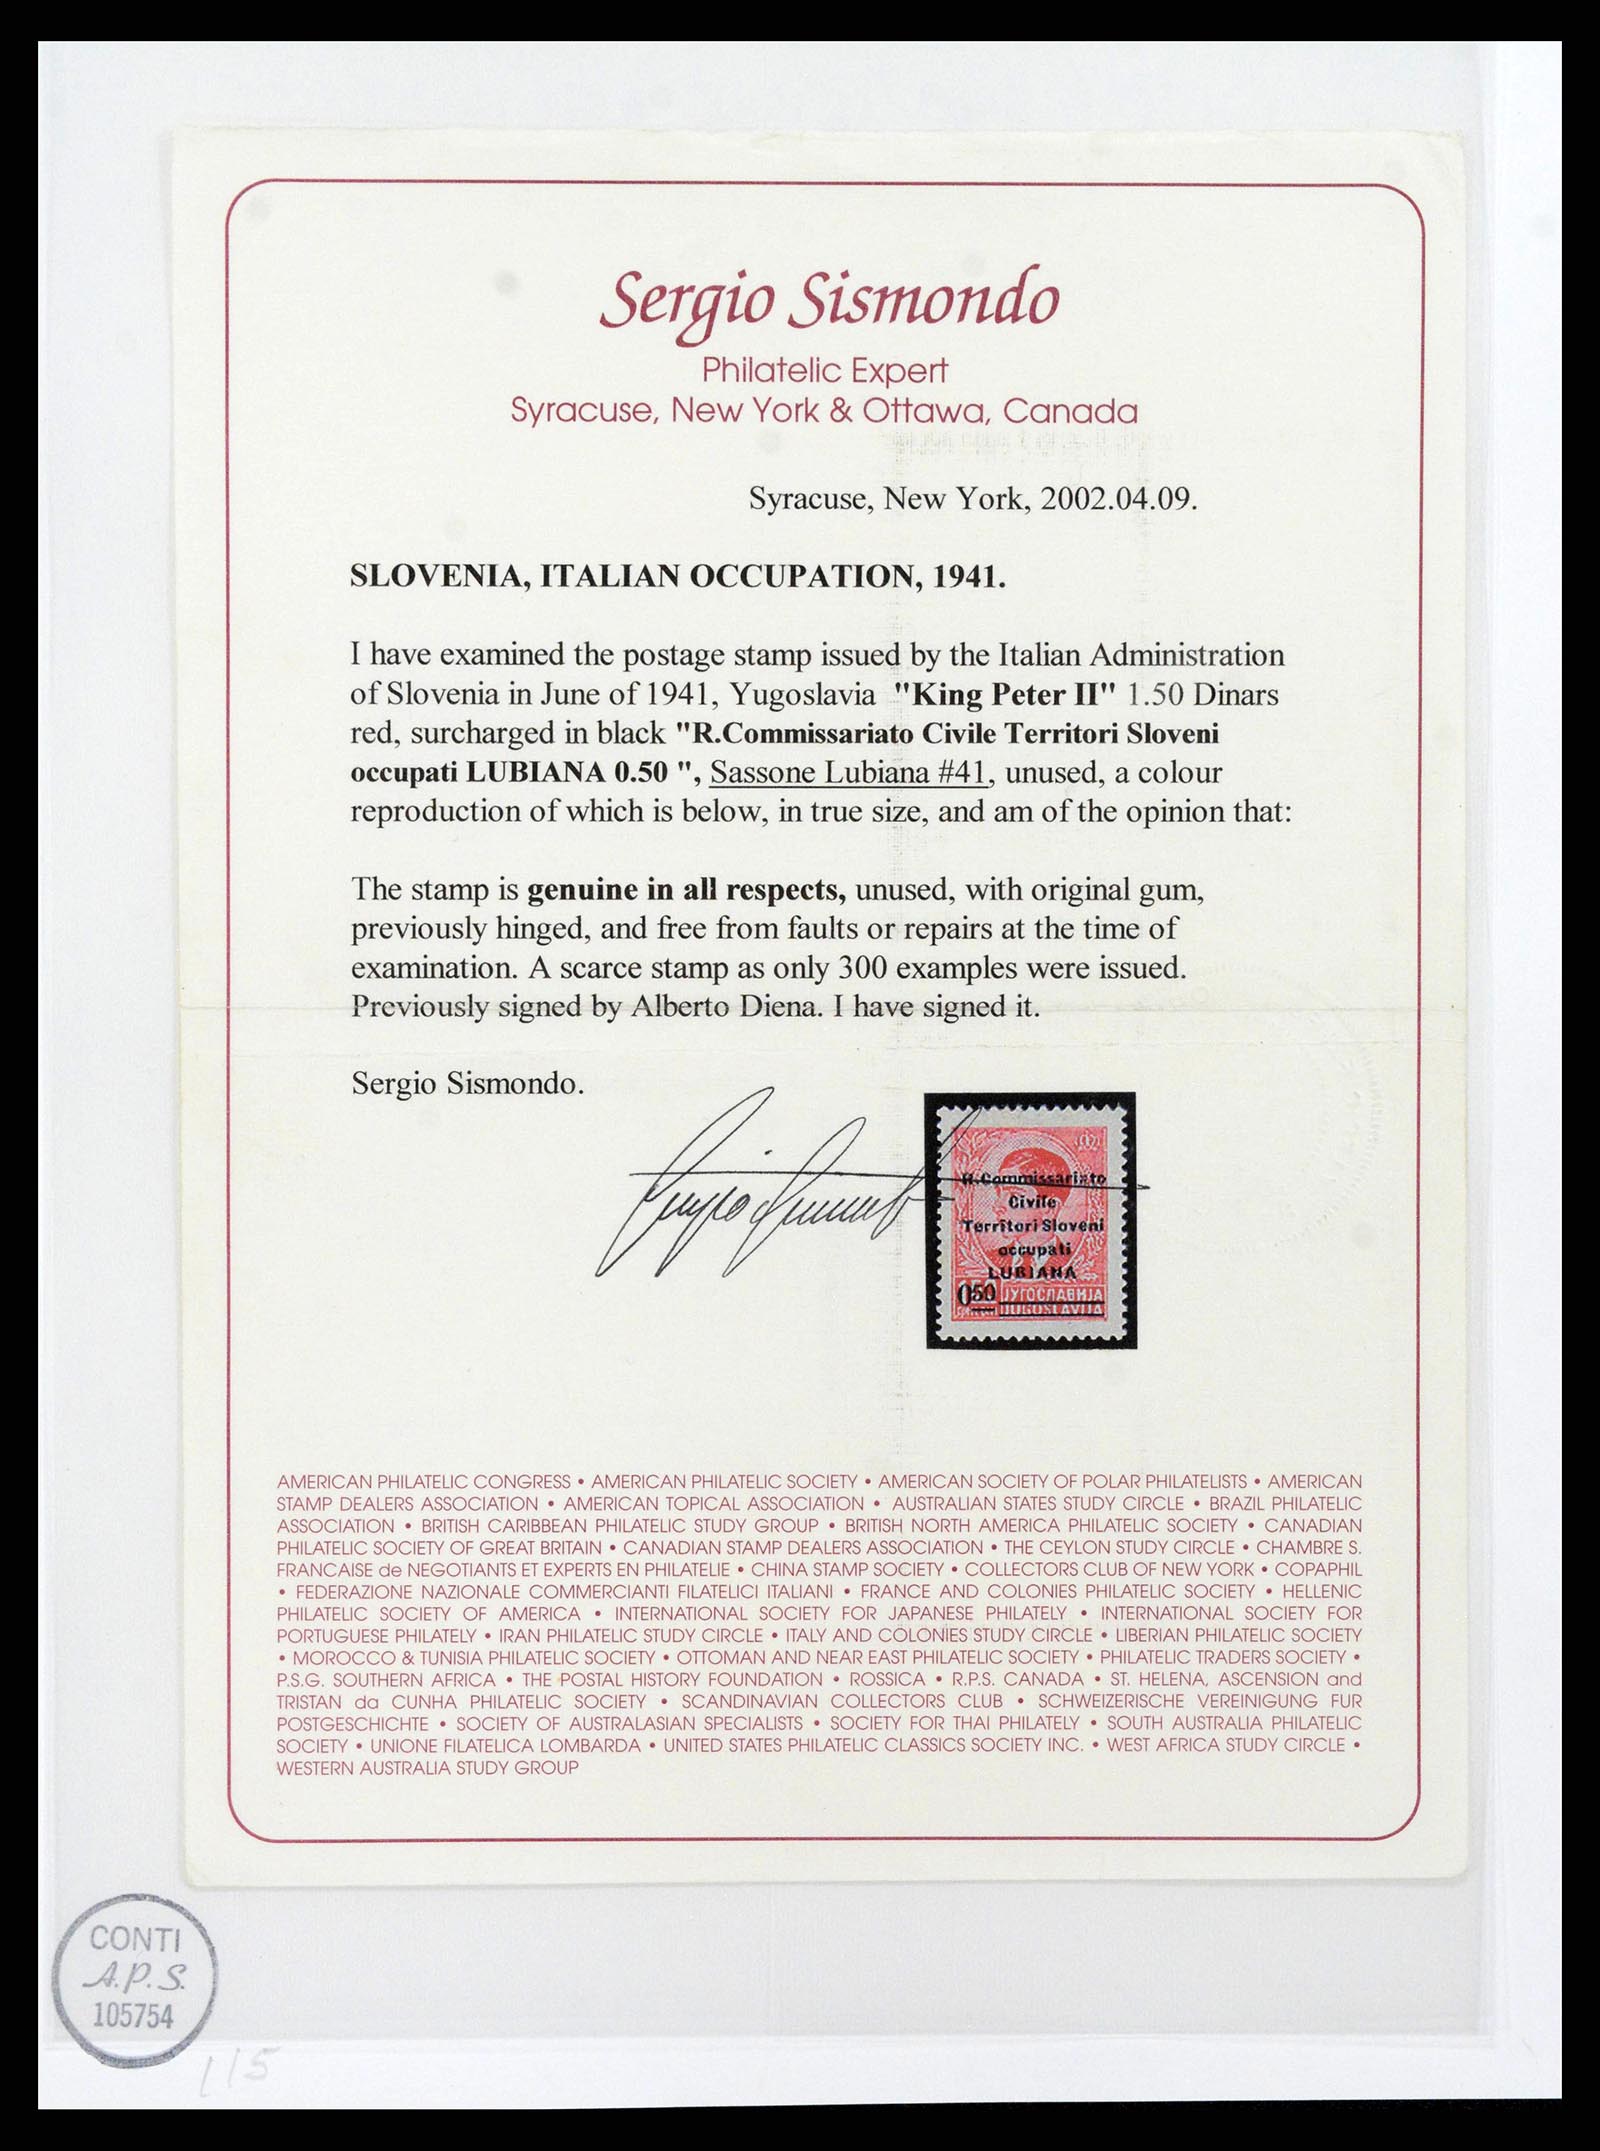 Sergio Sismondo
Philatelic Expert
Syracuse, New York & Ottawa, Canada
Syracuse, New York, 2002.04.09.
SLOVENIA, ITALIAN OCCUPATION, 1941.
I have examined the postage stamp issued by the Italian Administration
of Slovenia in June of 1941, Yugoslavia "King Peter II" 1.50 Dinars
red, surcharged in black "R.Commissariato Civile Territori Sloveni
occupati LUBIANA 0.50 ", Sassone Lubiana #41, unused, a colour
reproduction of which is below, in true size, and am of the opinion that:
The stamp is genuine in all respects, unused, with original gum,
previously hinged, and free from faults or repairs at the time of
examination. A scarce stamp as only 300 examples were issued.
Previously signed by Alberto Diena. I have signed it.
Sergio Sismondo.
R.Commissariato
Civile
Territori Sloveni
occupati
LUBIANA
0.50 ЈУГОСЛАВИЈА
JUGOSLAVIJA
AMERICAN PHILATELIC CONGRESS • AMERICAN PHILATELIC SOCIETY • AMERICAN SOCIETY OF POLAR PHILATELISTS • AMERICAN
STAMP DEALERS ASSOCIATION • AMERICAN TOPICAL ASSOCIATION • AUSTRALIAN STATES STUDY CIRCLE • BRAZIL PHILATELIC
ASSOCIATION • BRITISH CARIBBEAN PHILATELIC STUDY GROUP • BRITISH NORTH AMERICA PHILATELIC SOCIETY • CANADIAN
PHILATELIC SOCIETY OF GREAT BRITAIN • CANADIAN STAMP DEALERS ASSOCIATION • THE CEYLON STUDY CIRCLE • CHAMBRE S.
FRANCAISE de NEGOTIANTS ET EXPERTS EN PHILATELIE • CHINA STAMP SOCIETY • COLLECTORS CLUB OF NEW YORK • COPAPHIL
• FEDERAZIONE NAZIONALE COMMERCIANTI FILATELICI ITALIANI • FRANCE AND COLONIES PHILATELIC SOCIETY • HELLENIC
PHILATELIC SOCIETY OF AMERICA • INTERNATIONAL SOCIETY FOR JAPANESE PHILATELY • INTERNATIONAL SOCIETY FOR
PORTUGUESE PHILATELY • IRAN PHILATELIC STUDY CIRCLE • ITALY AND COLONIES STUDY CIRCLE • LIBERIAN PHILATELIC SOCIETY
• MOROCCO & TUNISIA PHILATELIC SOCIETY • OTTOMAN AND NEAR EAST PHILATELIC SOCIETY • PHILATELIC TRADERS SOCIETY •
P.S.G. SOUTHERN AFRICA • THE POSTAL HISTORY FOUNDATION • ROSSICA • R.P.S. CANADA • ST. HELENA, ASCENSION and
TRISTAN da CUNHA PHILATELIC SOCIETY • SCANDINAVIAN COLLECTORS CLUB • SCHWEIZERISCHE VEREINIGUNG FUR
POSTGESCHICHTE • SOCIETY OF AUSTRALASIAN SPECIALISTS • SOCIETY FOR THAI PHILATELY • SOUTH AUSTRALIA PHILATELIC
SOCIETY • UNIONE FILATELICA LOMBARDA • UNITED STATES PHILATELIC CLASSICS SOCIETY INC. • WEST AFRICA STUDY CIRCLE •
WESTERN AUSTRALIA STUDY GROUP
CONTI
A.P.S.
105754
115